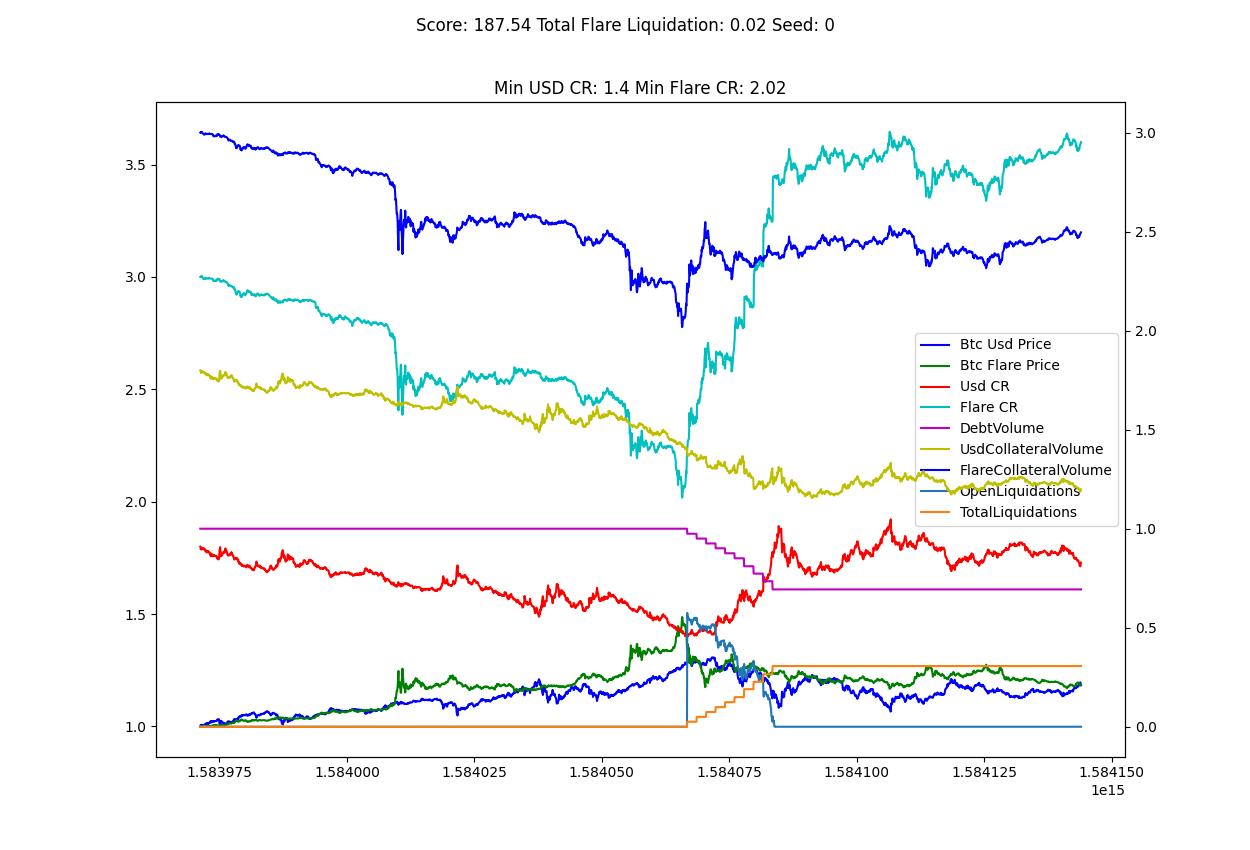 Score: 187.54 Total Flare Liquidation: 0.02 Seed: 0
Min USD CR: 1.4 Min Flare CR: 2.02
3.5
3.0
2.5
2.0
1.5
1.0
3.0
2.5
2.0
1.5
1.0
0.5
0.0
Btc Usd Price
Btc Flare Price
Usd CR
Flare CR
DebtVolume
UsdCollateralVolume
FlareCollateralVolume
OpenLiquidations
TotalLiquidations
1.583975 1.584000 1.584025 1.584050 1.584075 1.584100 1.584125 1.584150
1e15